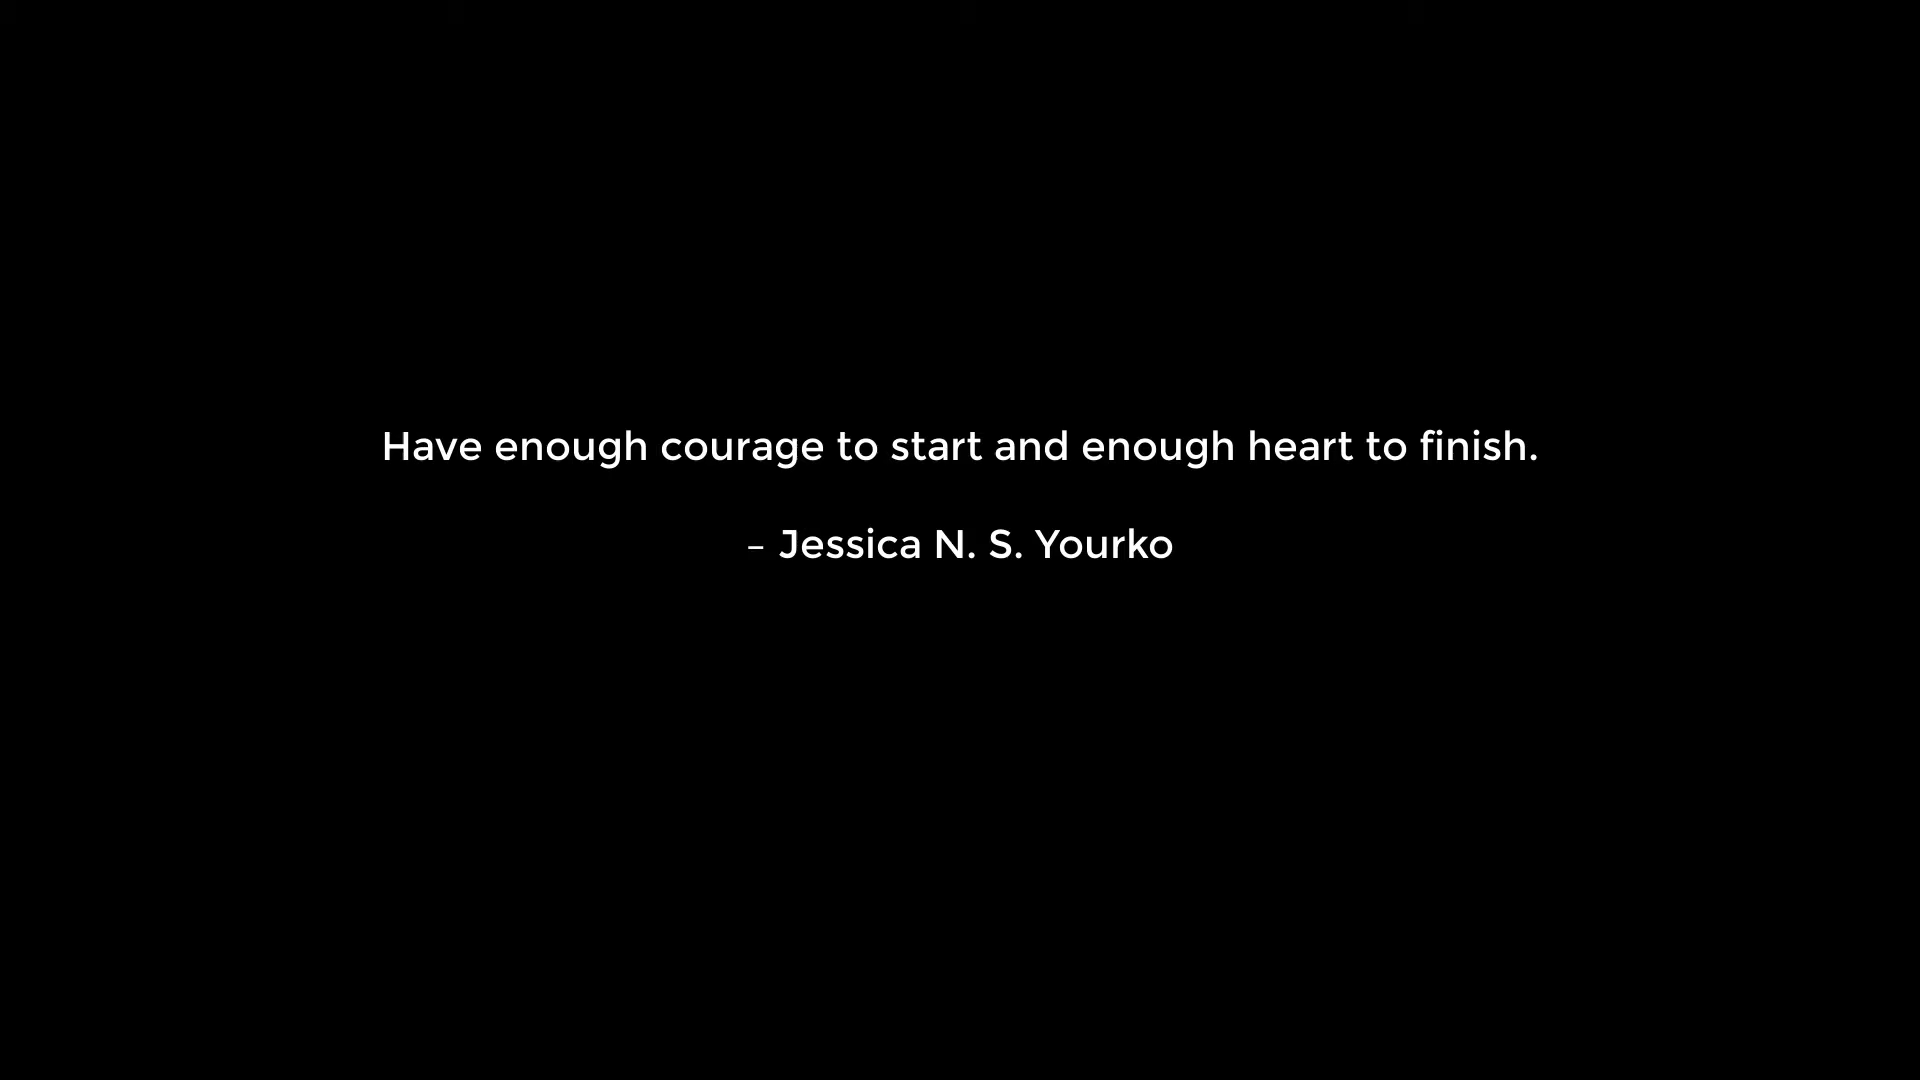 Have enough courage to start and enough heart to finish.
– Jessica N. S. Yourko